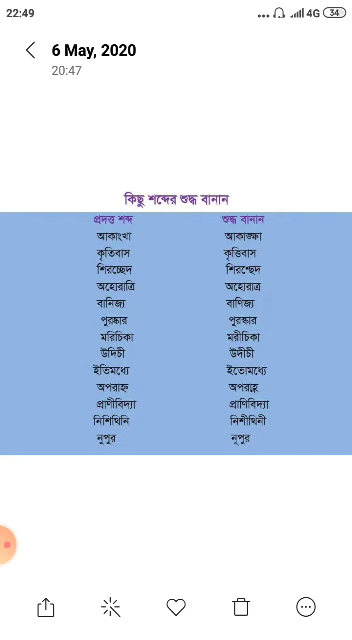 22:49
4G 34
6 May, 2020
20:47
কিছু শব্দের শুদ্ধ বানান
প্রদত্ত শব্দ শুদ্ধ বানান
আকাংখা আকাঙ্ক্ষা
কৃতিবাস কৃত্তিবাস
শিরচ্ছেদ শিরশ্ছেদ
অহোরাত্রি অহোরাত্র
বানিজ্য বাণিজ্য
পুরষ্কার পুরস্কার
মরিচিকা মরীচিকা
উদিচী উদীচী
ইতিমধ্যে ইতোমধ্যে
অপরাহ্ন অপরাহ্ণ
প্রাণীবিদ্যা প্রাণিবিদ্যা
নিশিথিনি নিশীথিনী
নুপুর নূপুর